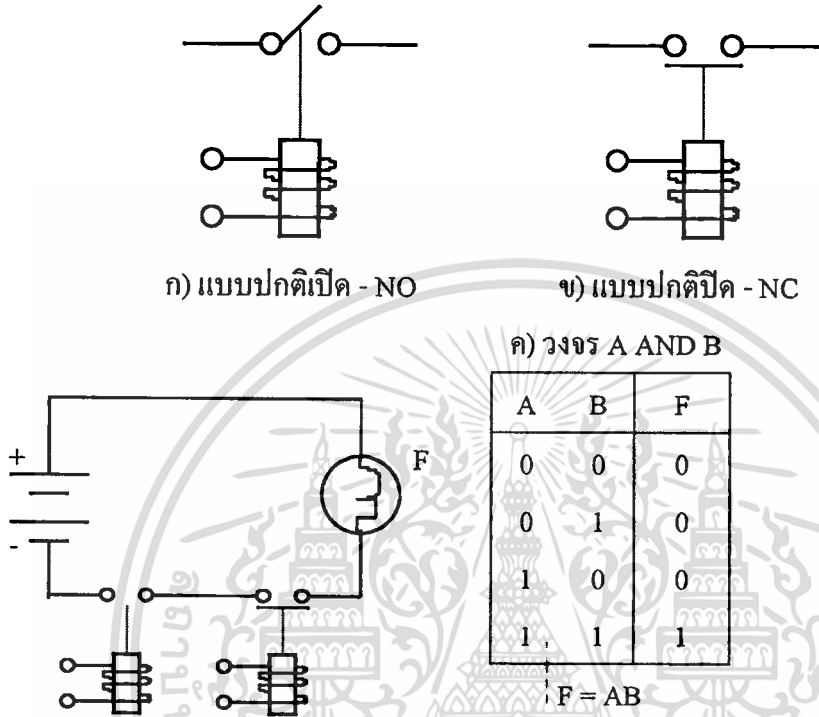 ก) แบบปกติเปิด - NO
ข) แบบปกติปิด - NC
ค) วงจร A AND B
A B F
0 0 0
0 1 0
1 0 0
1 1 1
F = AB
+
-
F